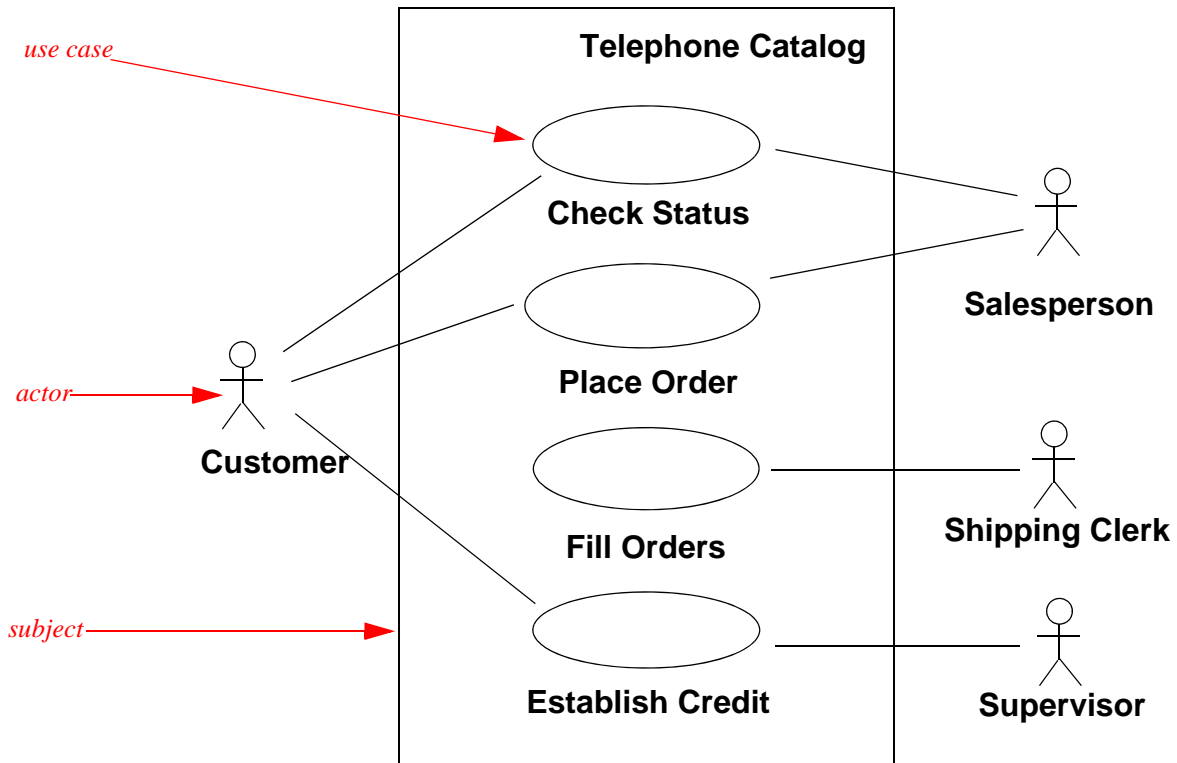 use case
Telephone Catalog
Check Status
Salesperson
Place Order
actor
Customer
Shipping Clerk
Fill Orders
subject
Establish Credit
Supervisor